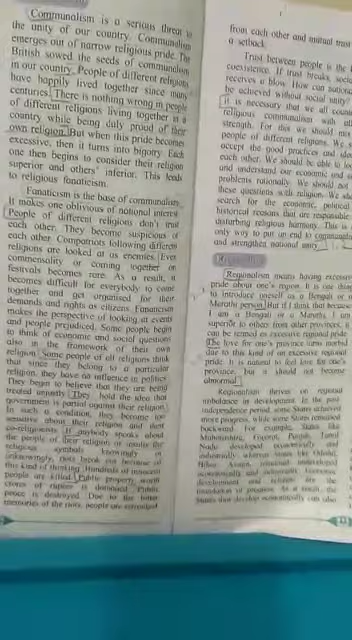 Communalism is a serious threat to
the unity of our country. Communalism
emerges out of narrow religious pride. The
British sowed the seeds of communalism
in our country. People of different religions
have happily lived together since many
centuries. There is nothing wrong in people
of different religions living together in a
country while being duly proud of their
own religion. But when this pride becomes
excessive, then it turns into bigotry. Each
one then begins to consider their religion
superior and others' inferior. This leads
to religious fanaticism.
Fanaticism is the base of communalism.
It makes one oblivious of national interest.
People of different religions don't trust
each other. They become suspicious of
each other. Compatriots following different
religions are looked at as enemies. Even
commensality or coming together on
festivals becomes rare. As a result, it
becomes difficult for everybody to come
together and get organised for their
demands and rights as citizens. Fanaticism
makes the perspective of looking at events
and people prejudiced. Some people begin
to think of economic and social questions
also in the framework of their own
religion. Some people of all religions think
that since they belong to a particular
religion, they have no influence in politics.
They begin to believe that they are being
treated unjustly. They hold the idea that
government is partial against their religion.
In such a condition, they become too
sensitive about their religion and their
co-religionists. If anybody speaks about
the people of their religion or insults the
religious symbols knowingly or
unknowingly, riots break out because of
this kind of thinking. Hundreds of innocent
people are killed. Public property worth
crores of rupees is destroyed. Public
peace is destroyed. Due to the bitter
memories of the riots, people are estranged
from each other and mutual trust
a setback.
Trust between people is the
coexistence. If trust breaks, social
receives a blow. How can national
be achieved without social unity?
it is necessary that we all counter
religious communalism with all
strength. For this we should mix
people of different religions. We s
accept the good practices and ide
each other. We should be able to lo
and understand our economic and s
problems rationally. We should not
these questions with religion. We sh
search for the economic, political
historical reasons that are responsible
disturbing religious harmony. This is
only way to put an end to communalism
and strengthen national unity.
Regionalism
Regionalism means having excessive
pride about one's region. It is one thing
to introduce myself as a Bengali or a
Marathi person. But if I think that because
I am a Bengali or a Marathi, I am
superior to others from other provinces, it
can be termed as excessive regional pride.
The love for one's province turns morbid
due to this kind of an excessive regional
pride. It is natural to feel love for one's
province, but it should not become
abnormal.
Regionalism thrives on regional
imbalance in development. In the post
independence period, some States achieved
more progress, while some States remained
backward. For example, States like
Maharashtra, Gujarat, Punjab, Tamil
Nadu developed economically and
industrially whereas States like Odisha,
Bihar, Assam, remained undeveloped
economically and industrially. Economic
development and reforms are the
foundation of progress. As a result, the
States that develop economically can also